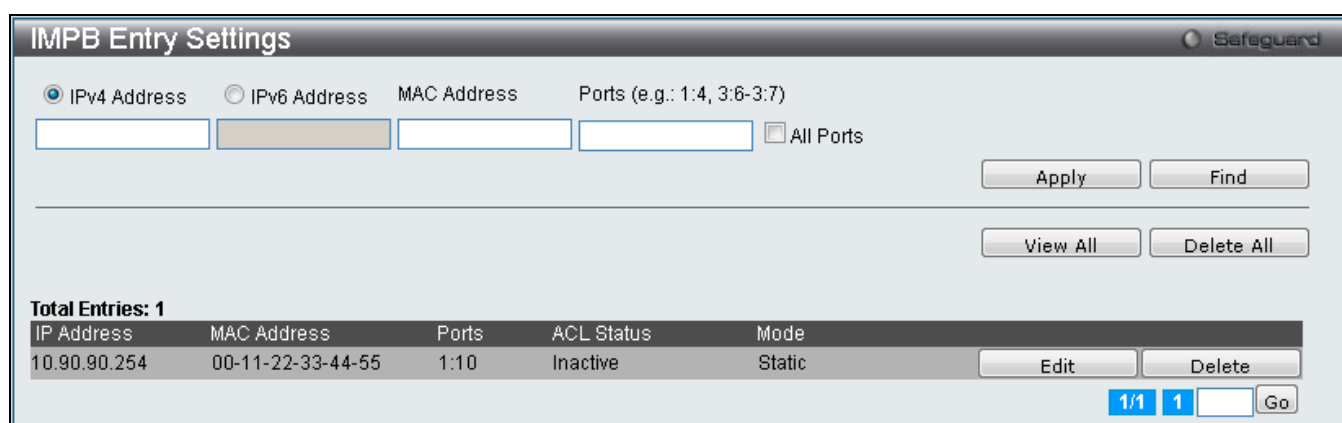 IMPB Entry Settings
Safeguard
IPv4 Address IPv6 Address MAC Address Ports (e.g.: 1:4, 3:6-3:7)
All Ports
Apply Find
View All Delete All
Total Entries: 1
IP Address MAC Address Ports ACL Status Mode
10.90.90.254 00-11-22-33-44-55 1:10 Inactive Static Edit Delete
1/1 1 Go